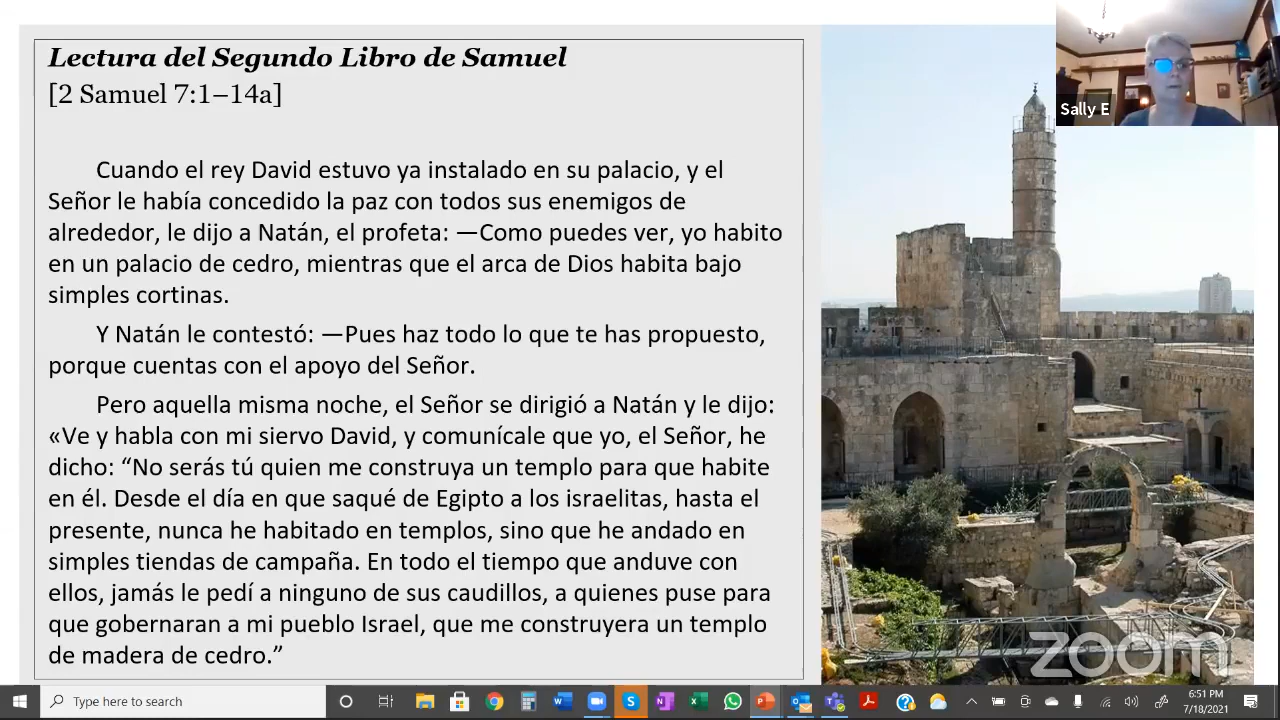 Lectura del Segundo Libro de Samuel
[2 Samuel 7:1–14a]
Cuando el rey David estuvo ya instalado en su palacio, y el
Señor le había concedido la paz con todos sus enemigos de
alrededor, le dijo a Natán, el profeta: —Como puedes ver, yo habito
en un palacio de cedro, mientras que el arca de Dios habita bajo
simples cortinas.
Y Natán le contestó: —Pues haz todo lo que te has propuesto,
porque cuentas con el apoyo del Señor.
Pero aquella misma noche, el Señor se dirigió a Natán y le dijo:
«Ve y habla con mi siervo David, y comunícale que yo, el Señor, he
dicho: “No serás tú quien me construya un templo para que habite
en él. Desde el día en que saqué de Egipto a los israelitas, hasta el
presente, nunca he habitado en templos, sino que he andado en
simples tiendas de campaña. En todo el tiempo que anduve con
ellos, jamás le pedí a ninguno de sus caudillos, a quienes puse para
que gobernaran a mi pueblo Israel, que me construyera un templo
de madera de cedro.”
Sally E
zoom
Type here to search
6:51 PM
7/18/2021